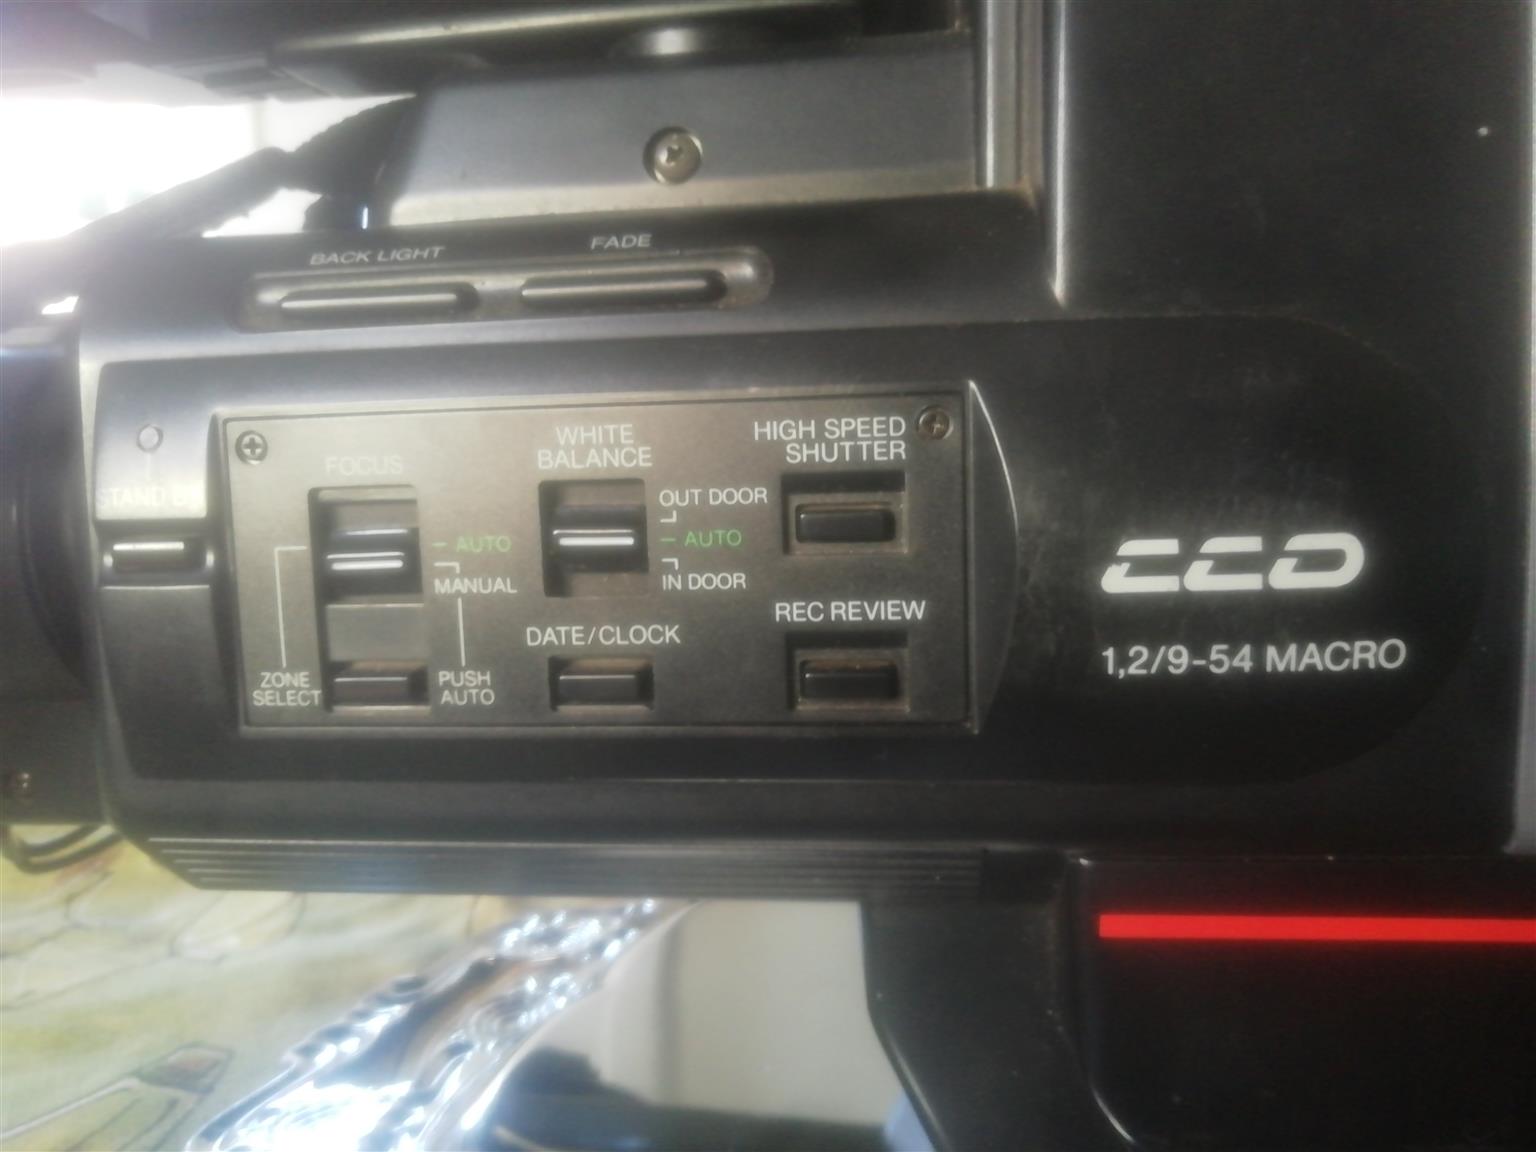 BACK LIGHT
FADE
STAND BY
FOCUS
AUTO
MANUAL
ZONE
SELECT
PUSH
AUTO
WHITE
BALANCE
OUT DOOR
AUTO
IN DOOR
DATE/CLOCK
HIGH SPEED
SHUTTER
REC REVIEW
CCD
1,2/9-54 MACRO